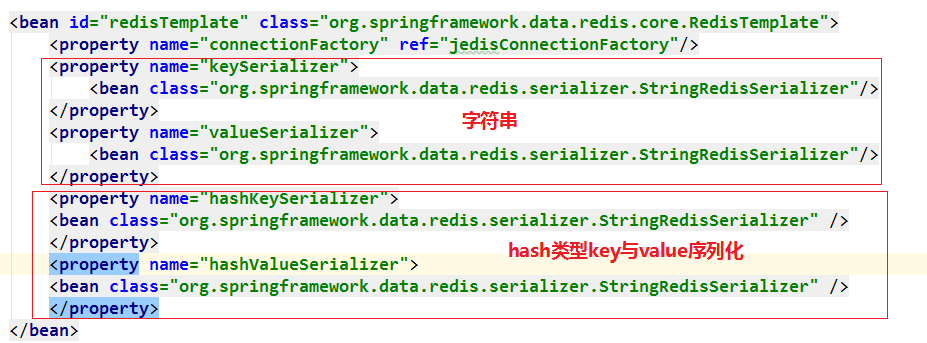 <bean id="redisTemplate" class="org.springframework.data.redis.core.RedisTemplate">
    <property name="connectionFactory" ref="jedisConnectionFactory"/>
    <property name="keySerializer">
        <bean class="org.springframework.data.redis.serializer.StringRedisSerializer"/>
    </property>
字符串
    <property name="valueSerializer">
        <bean class="org.springframework.data.redis.serializer.StringRedisSerializer"/>
    </property>
    <property name="hashKeySerializer">
    <bean class="org.springframework.data.redis.serializer.StringRedisSerializer" />
    </property>
hash类型key与value序列化
    <property name="hashValueSerializer">
    <bean class="org.springframework.data.redis.serializer.StringRedisSerializer" />
    </property>
</bean>